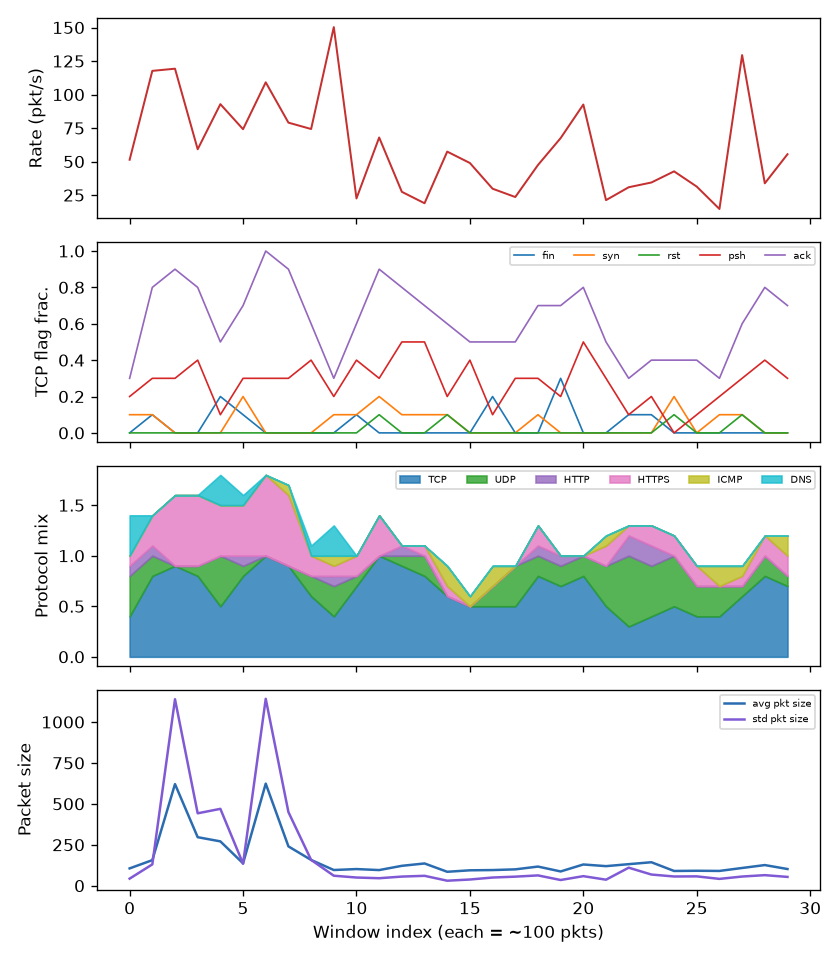 150
125
100
75
50
25
Rate (pkt/s)
fin syn rst psh ack
1.0
0.8
0.6
0.4
0.2
0.0
TCP flag frac.
TCP UDP HTTP HTTPS ICMP DNS
1.5
1.0
0.5
0.0
Protocol mix
avg pkt size
std pkt size
1000
750
500
250
0
Packet size
0 5 10 15 20 25 30
Window index (each = ~100 pkts)